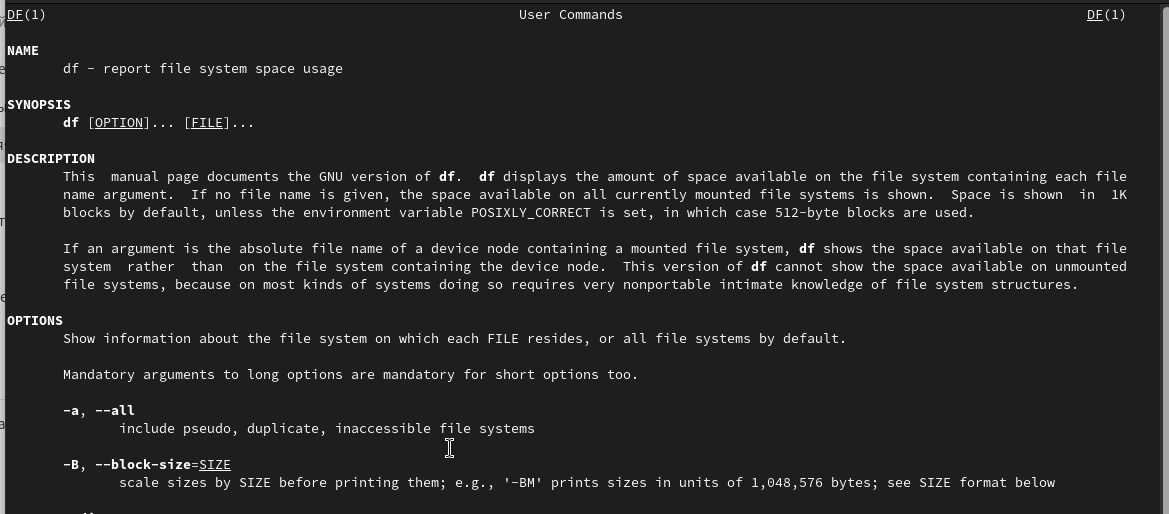 DF(1) User Commands DF(1)
NAME
df - report file system space usage
SYNOPSIS
df [OPTION]... [FILE]...
DESCRIPTION
This manual page documents the GNU version of df. df displays the amount of space available on the file system containing each file
name argument. If no file name is given, the space available on all currently mounted file systems is shown. Space is shown in 1K
blocks by default, unless the environment variable POSIXLY_CORRECT is set, in which case 512-byte blocks are used.
If an argument is the absolute file name of a device node containing a mounted file system, df shows the space available on that file
system rather than on the file system containing the device node. This version of df cannot show the space available on unmounted
file systems, because on most kinds of systems doing so requires very nonportable intimate knowledge of file system structures.
OPTIONS
Show information about the file system on which each FILE resides, or all file systems by default.
Mandatory arguments to long options are mandatory for short options too.
-a, --all
include pseudo, duplicate, inaccessible file systems
-B, --block-size=SIZE
scale sizes by SIZE before printing them; e.g., '-BM' prints sizes in units of 1,048,576 bytes; see SIZE format below